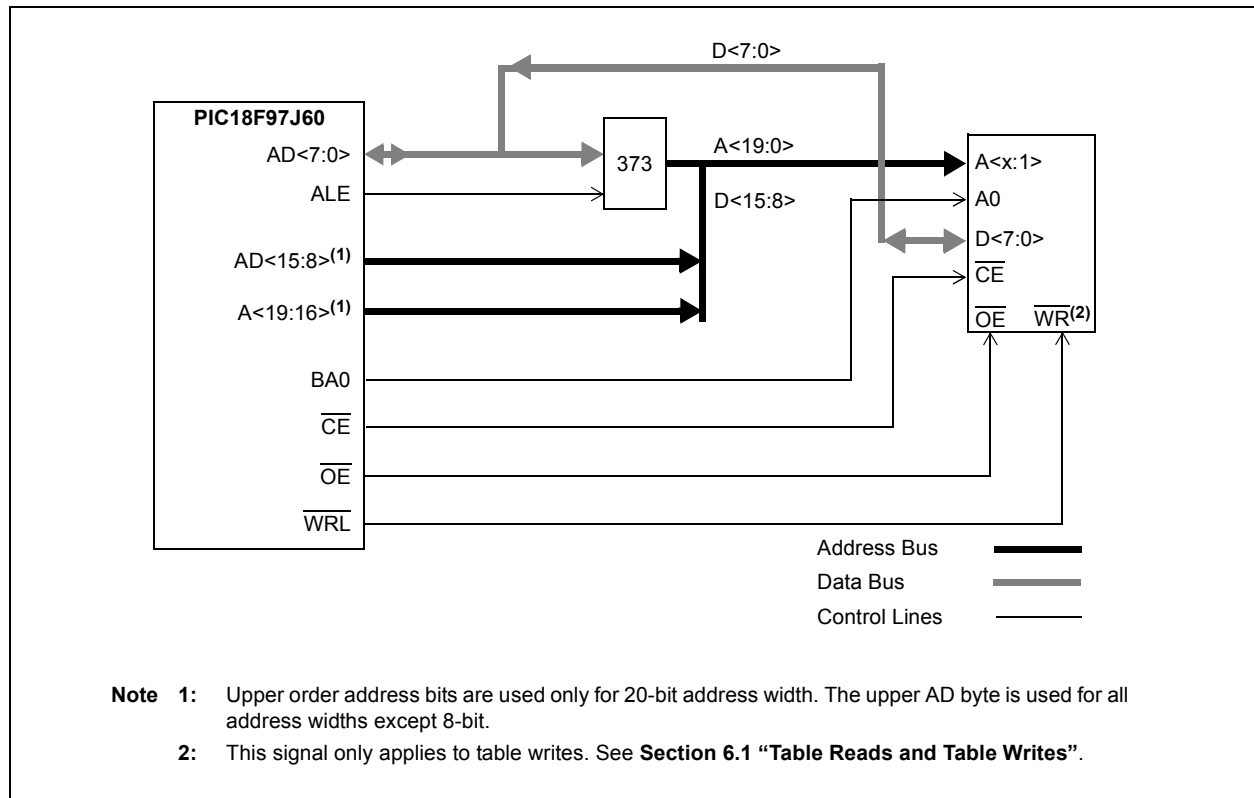 D<7:0>
PIC18F97J60
AD<7:0>
373
A<19:0>
A<x:1>
ALE
D<15:8>
A0
D<7:0>
AD<15:8>(1)
CE
A<19:16>(1)
OE WR(2)
BA0
CE
OE
WRL
Address Bus
Data Bus
Control Lines
Note 1: Upper order address bits are used only for 20-bit address width. The upper AD byte is used for all
address widths except 8-bit.
2: This signal only applies to table writes. See Section 6.1 “Table Reads and Table Writes”.